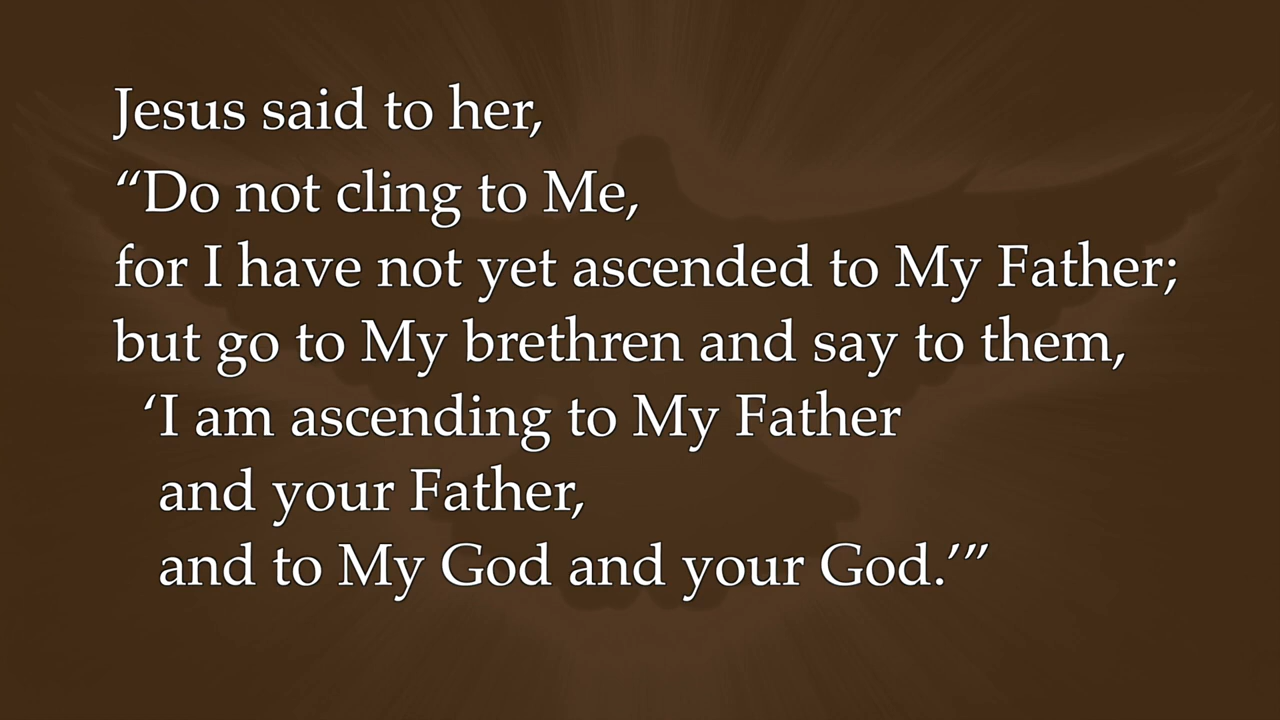 Jesus said to her,
“Do not cling to Me,
for I have not yet ascended to My Father;
but go to My brethren and say to them,
‘I am ascending to My Father
and your Father,
and to My God and your God.’”